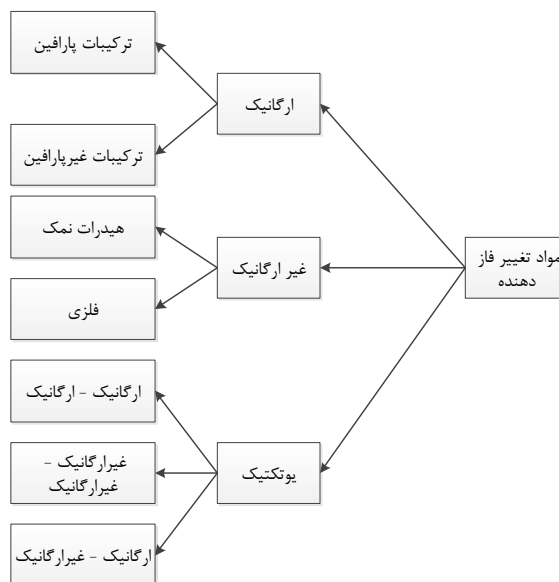 مواد تغییر فاز
دهنده
ارگانیک
ترکیبات پارافین
ترکیبات غیرپارافین
غیر ارگانیک
هیدرات نمک
فلزی
یوتکتیک
ارگانیک - ارگانیک
غیرارگانیک -
غیرارگانیک
ارگانیک - غیرارگانیک